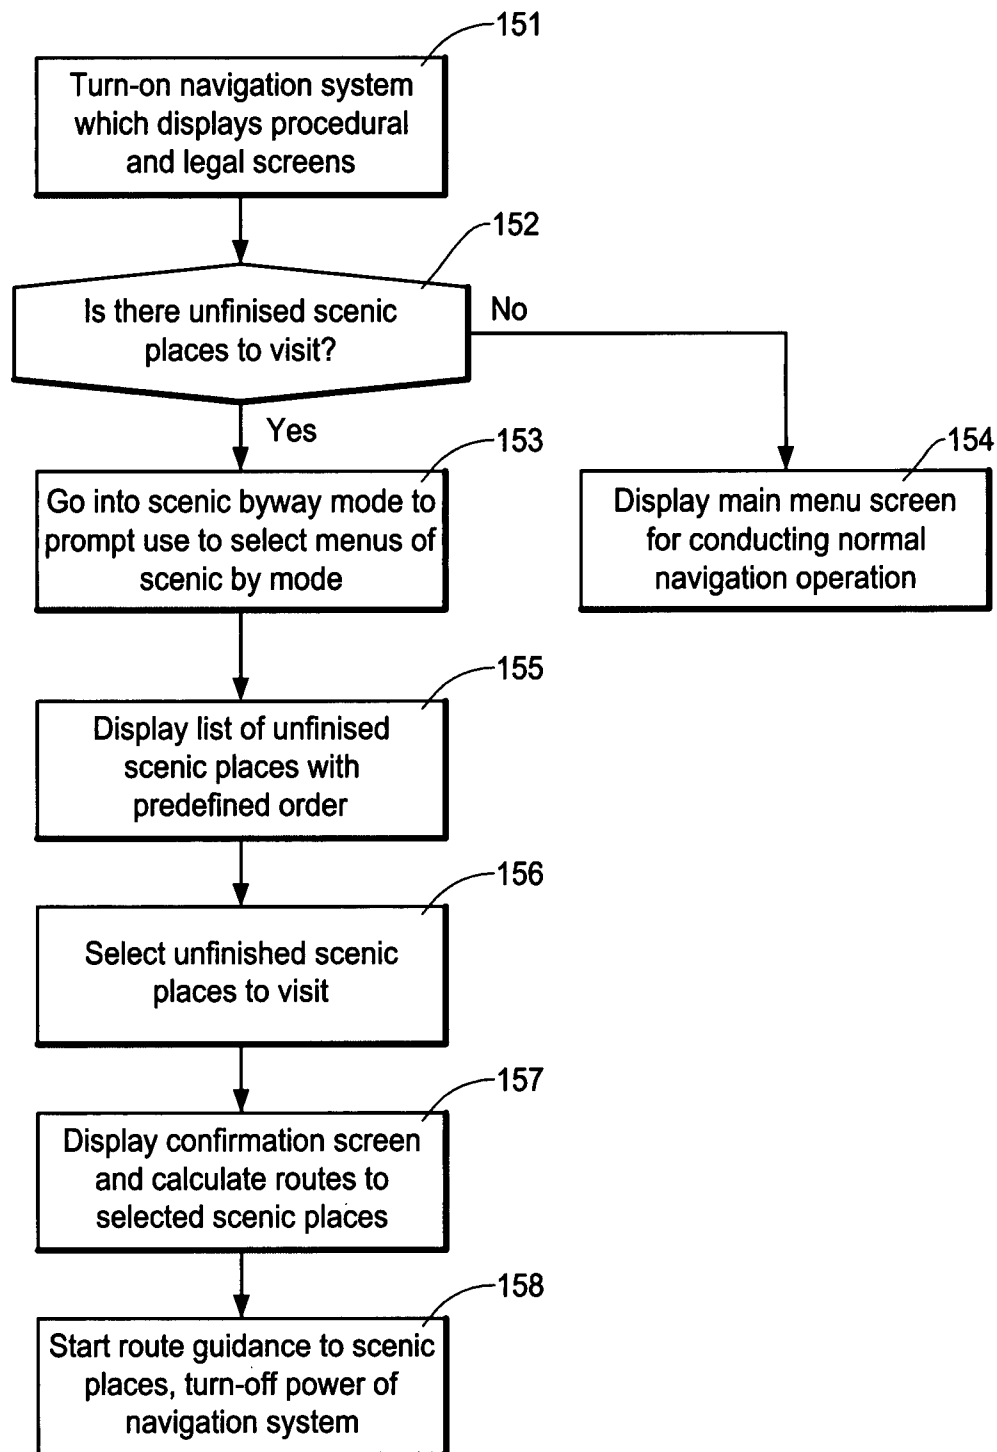 151
Turn-on navigation system
which displays procedural
and legal screens
152
Is there unfinised scenic
places to visit?
No
Yes
153
Go into scenic byway mode to
prompt use to select menus of
scenic by mode
154
Display main menu screen
for conducting normal
navigation operation
155
Display list of unfinised
scenic places with
predefined order
156
Select unfinished scenic
places to visit
157
Display confirmation screen
and calculate routes to
selected scenic places
158
Start route guidance to scenic
places, turn-off power of
navigation system